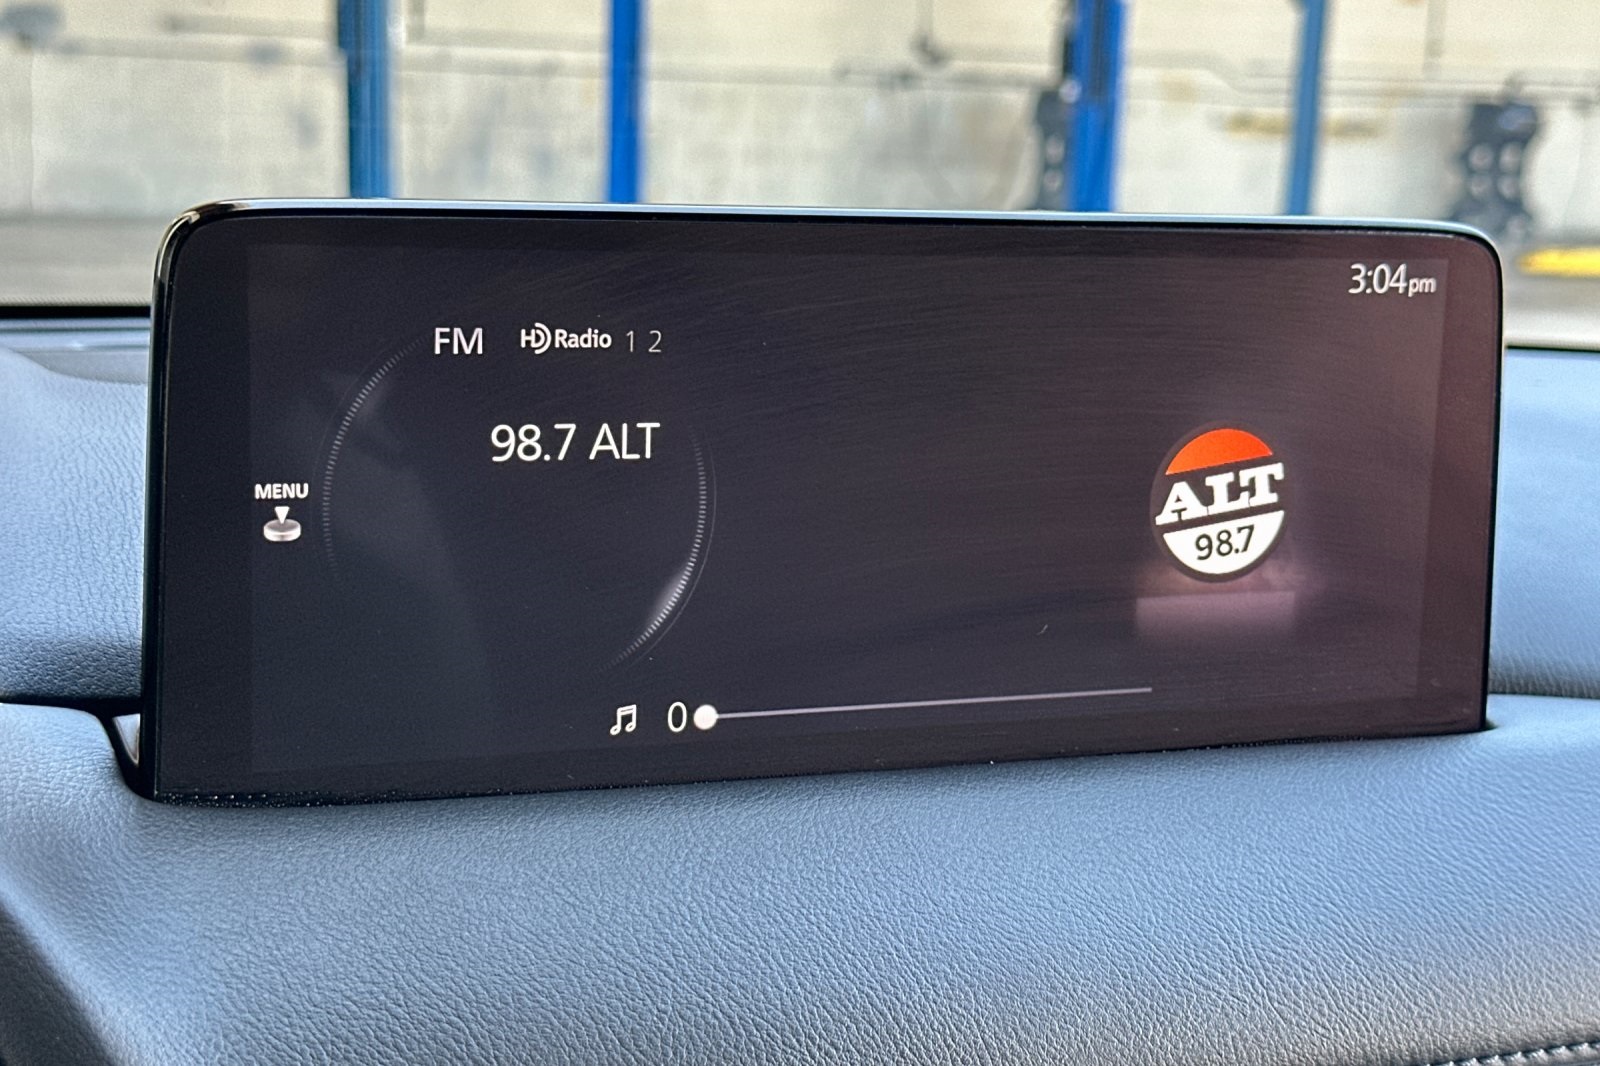 3:04pm
FM HD Radio 1 2
98.7 ALT
MENU
ALT
98.7
0